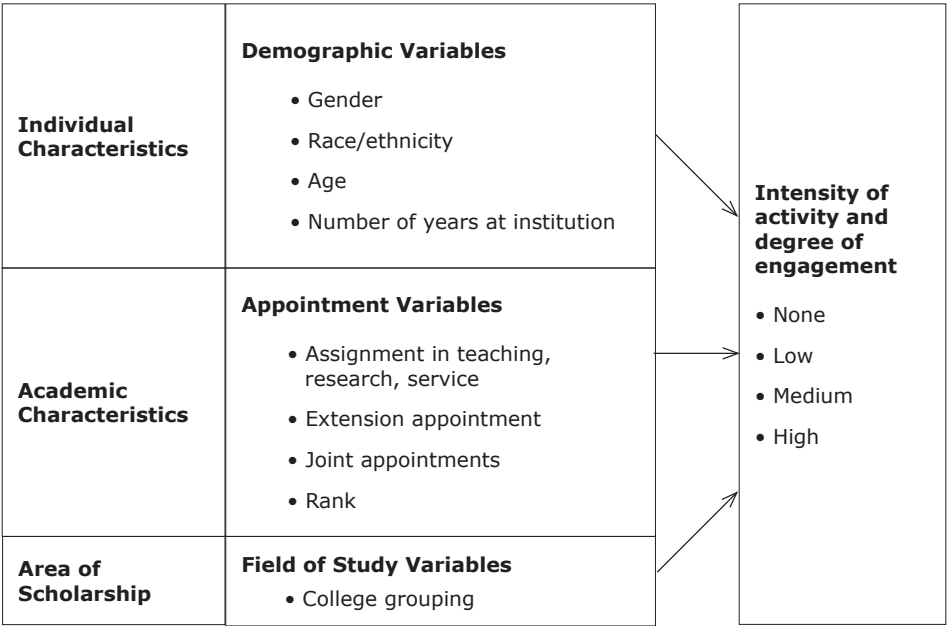 Individual
Characteristics
Demographic Variables
• Gender
• Race/ethnicity
• Age
• Number of years at institution
Academic
Characteristics
Appointment Variables
• Assignment in teaching,
research, service
• Extension appointment
• Joint appointments
• Rank
Area of
Scholarship
Field of Study Variables
• College grouping
Intensity of
activity and
degree of
engagement
• None
• Low
• Medium
• High